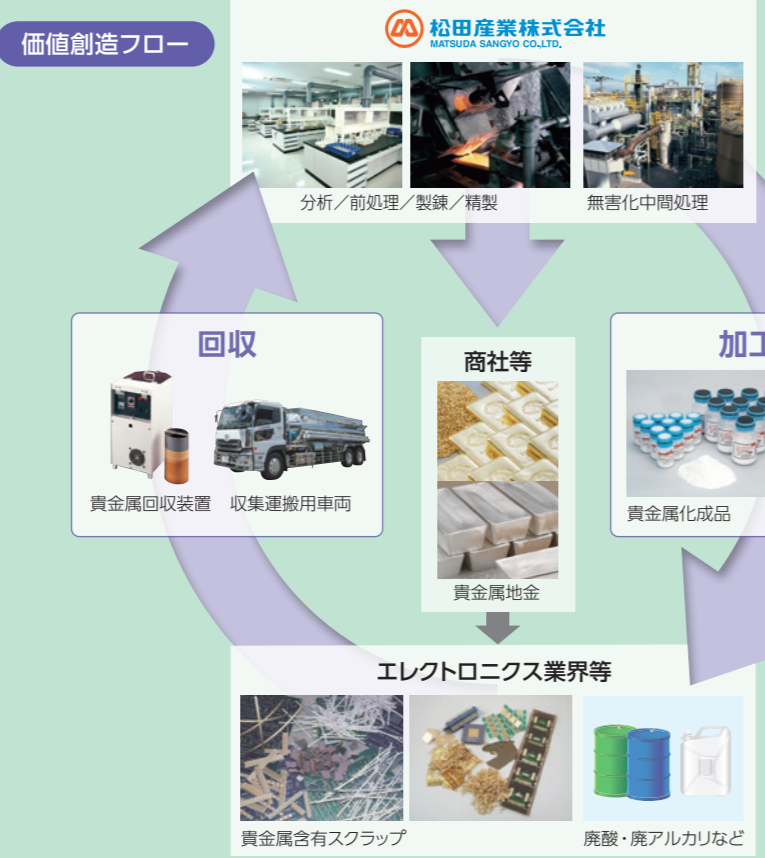 価値創造フロー
松田産業株式会社
MATSUDA SANGYO CO.,LTD.
分析／前処理／製錬／精製
無害化中間処理
回収
貴金属回収装置
収集運搬用車両
商社等
貴金属地金
加工
貴金属化成品
エレクトロニクス業界等
貴金属含有スクラップ
廃酸・廃アルカリなど